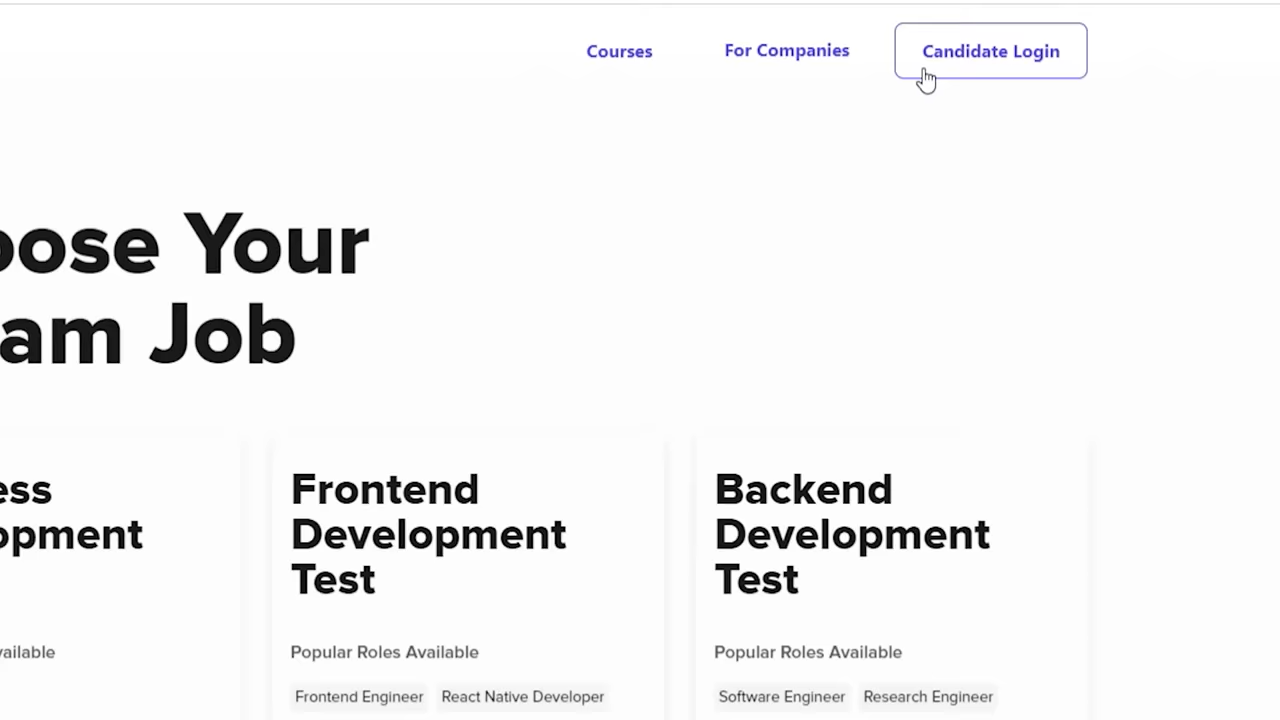 Courses For Companies Candidate Login
oose Your
am Job
ess
opment
Frontend
Development
Test
Backend
Development
Test
vailable
Popular Roles Available
Popular Roles Available
Frontend Engineer React Native Developer
Software Engineer Research Engineer